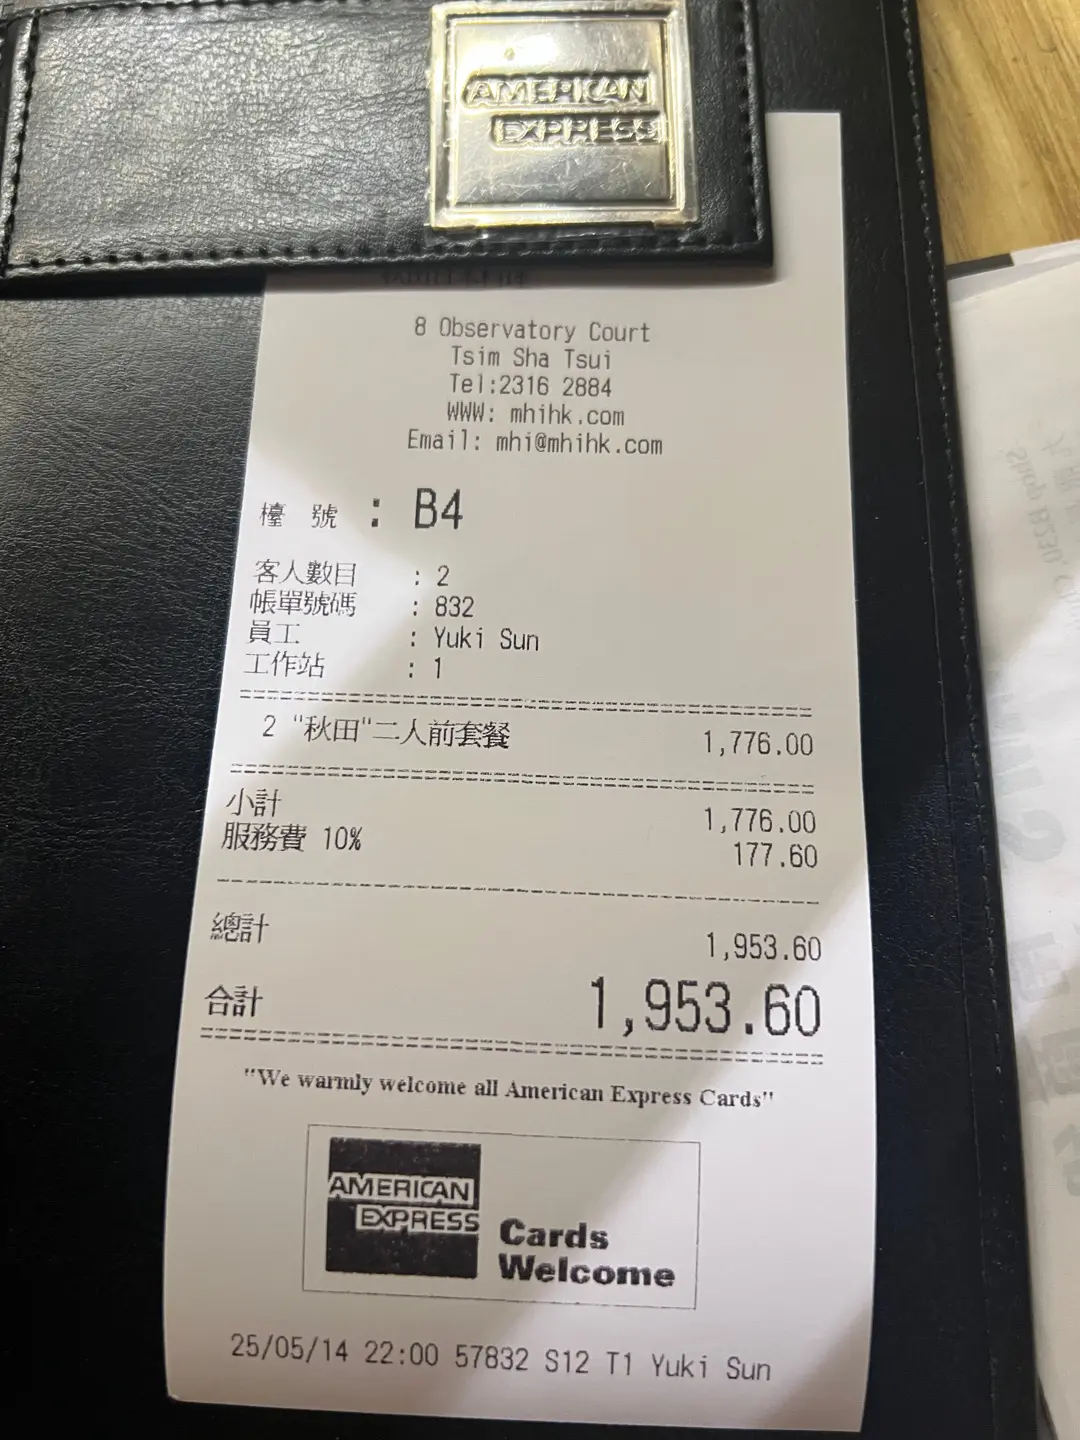 AMERICAN
EXPRESS
8 Observatory Court
Tsim Sha Tsui
Tel:2316 2884
WWW: mhihk.com
Email: mhi@mhihk.com
檯 號 : B4
客人數目 : 2
帳單號碼 : 832
員工 : Yuki Sun
工作站 : 1
2 "秋田"二人前套餐 1,776.00
小計 1,776.00
服務費 10% 177.60
總計 1,953.60
合計 1,953.60
"We warmly welcome all American Express Cards"
AMERICAN
EXPRESS
Cards
Welcome
25/05/14 22:00 57832 S12 T1 Yuki Sun